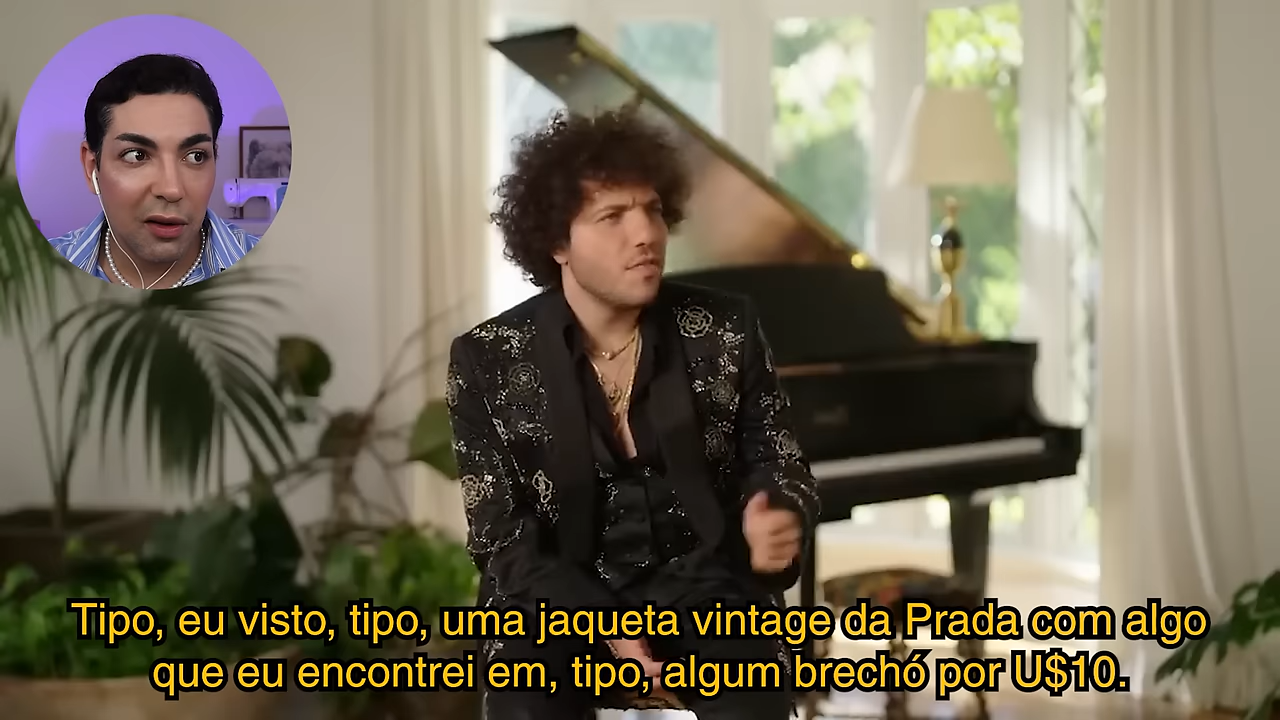 Tipo, eu visto, tipo, uma jaqueta vintage da Prada com algo
que eu encontrei em, tipo, algum brechó por U$10.